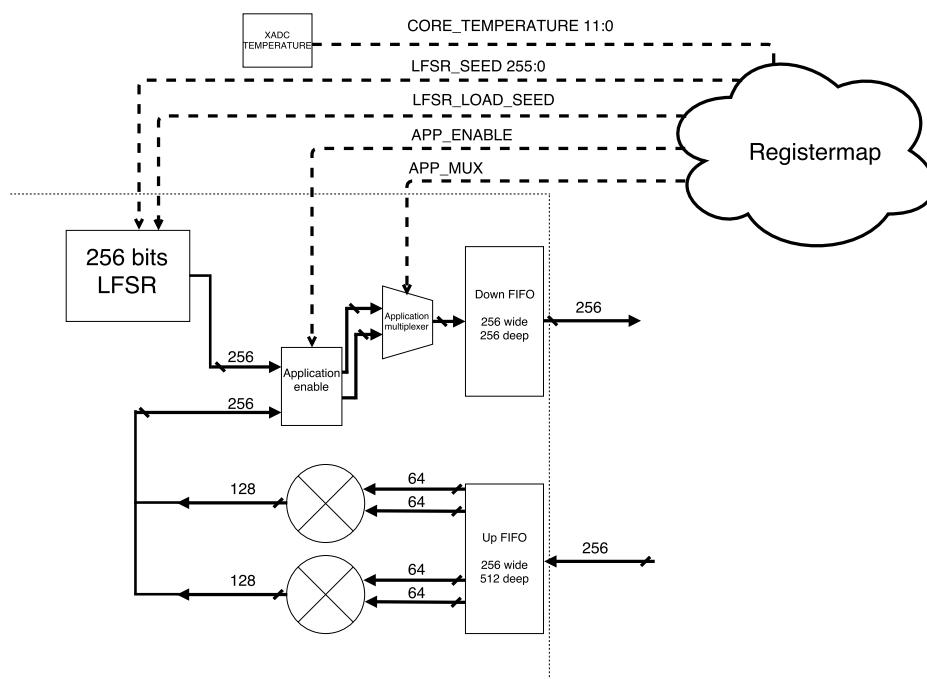 XADC
TEMPERATURE
CORE_TEMPERATURE 11:0
LFSR_SEED 255:0
LFSR_LOAD_SEED
APP_ENABLE
APP_MUX
Registermap
256 bits
LFSR
Down FIFO
256 wide
256 deep
256
Application
multiplexer
256
Application
enable
256
64
128
64
Up FIFO
256 wide
512 deep
256
64
128
64